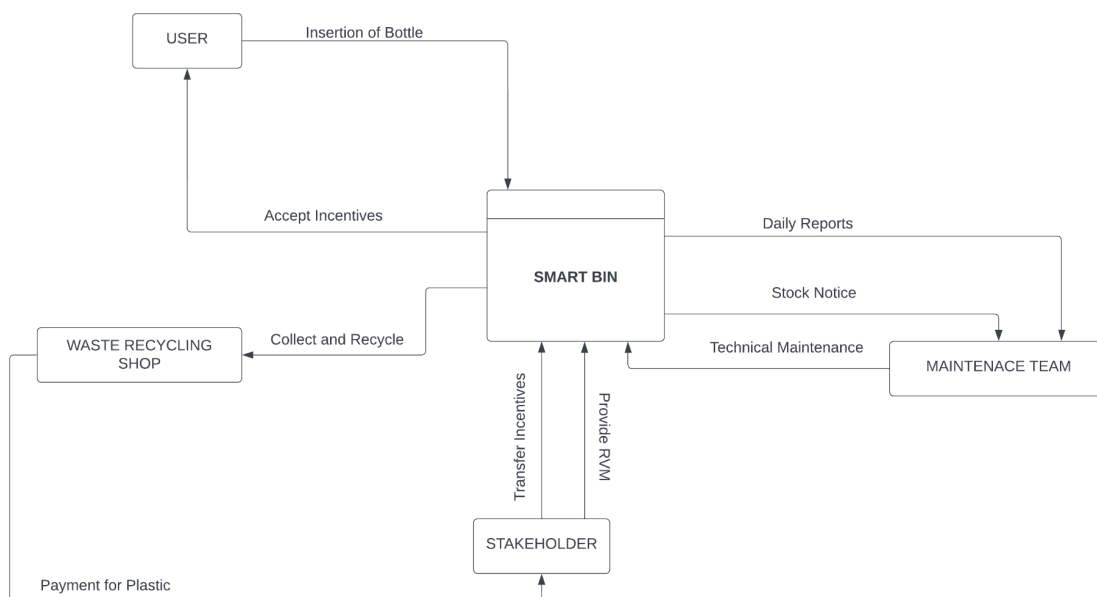 USER
Insertion of Bottle
Accept Incentives
Daily Reports
SMART BIN
Stock Notice
WASTE RECYCLING
SHOP
Collect and Recycle
Technical Maintenance
MAINTENACE TEAM
Transfer Incentives
Provide RVM
STAKEHOLDER
Payment for Plastic